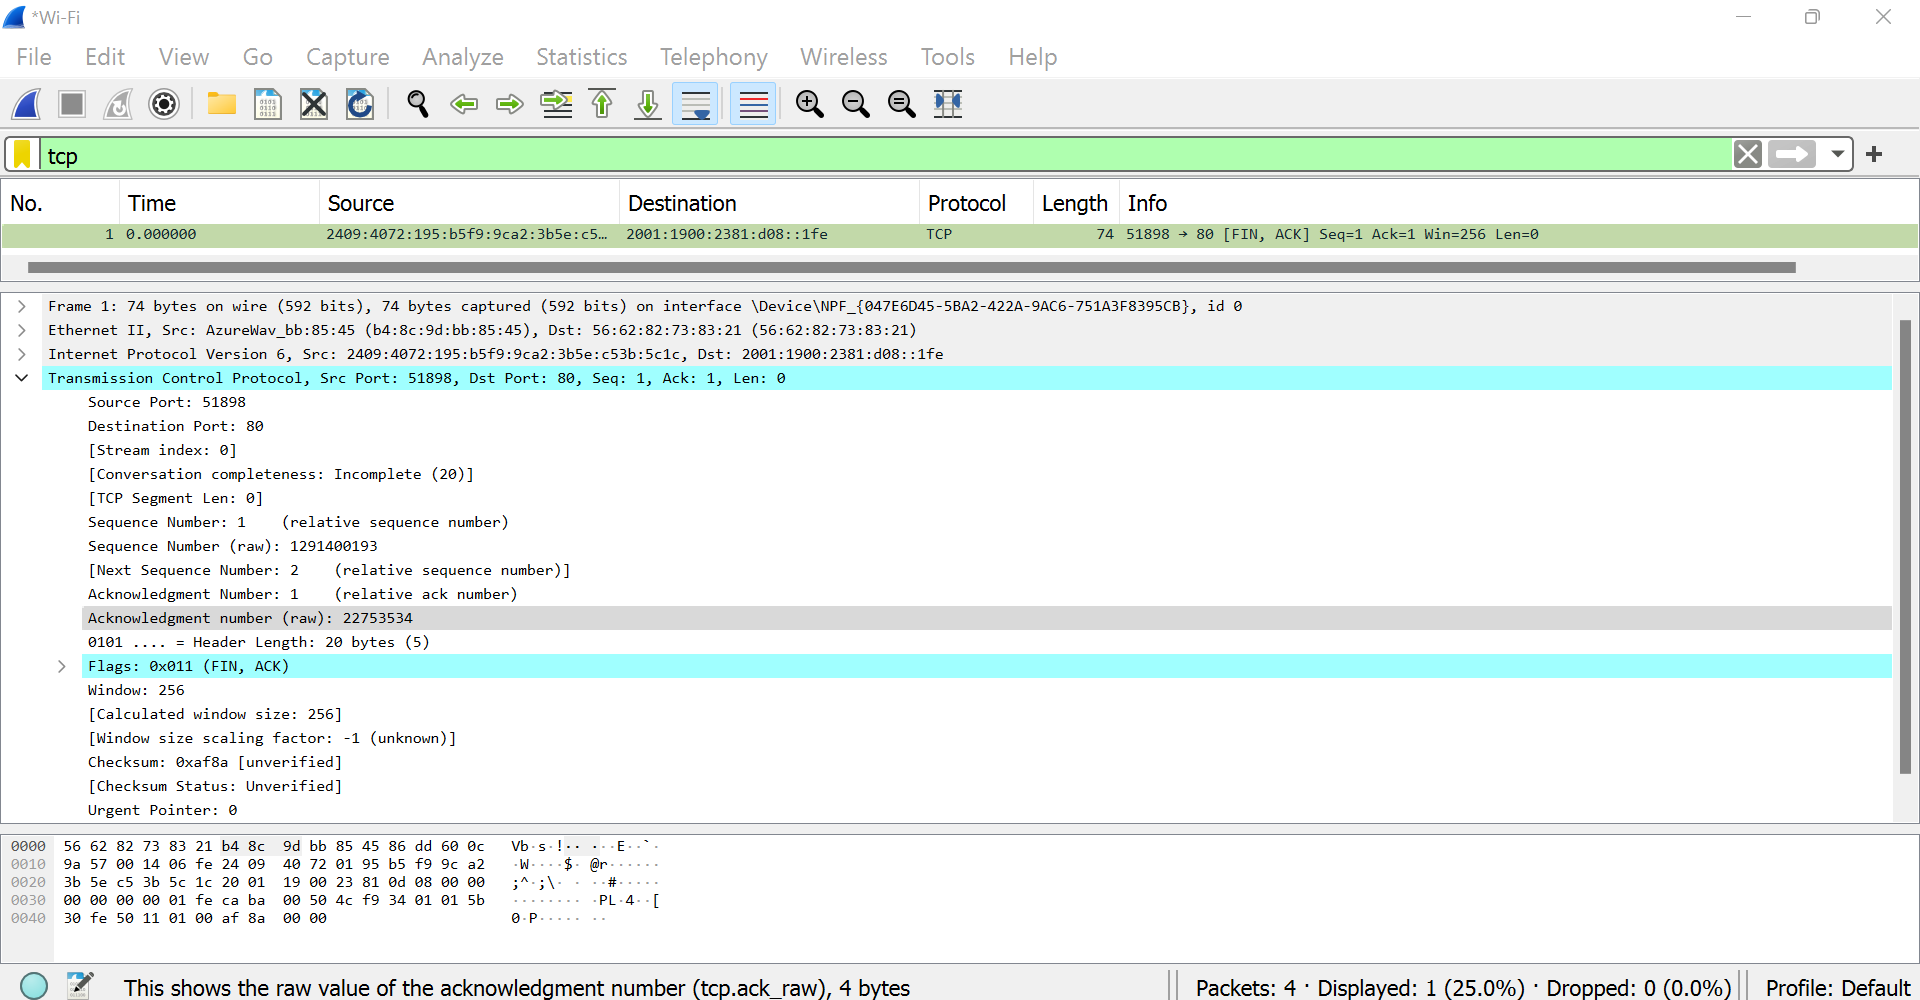 *Wi-Fi
File Edit View Go Capture Analyze Statistics Telephony Wireless Tools Help
tcp
No. Time Source Destination Protocol Length Info
1 0.000000 2409:4072:195:b5f9:9ca2:3b5e:c5… 2001:1900:2381:d08::1fe TCP 74 51898 → 80 [FIN, ACK] Seq=1 Ack=1 Win=256 Len=0
Frame 1: 74 bytes on wire (592 bits), 74 bytes captured (592 bits) on interface \Device\NPF_{047E6D45-5BA2-422A-9AC6-751A3F8395CB}, id 0
Ethernet II, Src: AzureWav_bb:85:45 (b4:8c:9d:bb:85:45), Dst: 56:62:82:73:83:21 (56:62:82:73:83:21)
Internet Protocol Version 6, Src: 2409:4072:195:b5f9:9ca2:3b5e:c53b:5c1c, Dst: 2001:1900:2381:d08::1fe
Transmission Control Protocol, Src Port: 51898, Dst Port: 80, Seq: 1, Ack: 1, Len: 0
Source Port: 51898
Destination Port: 80
[Stream index: 0]
[Conversation completeness: Incomplete (20)]
[TCP Segment Len: 0]
Sequence Number: 1 (relative sequence number)
Sequence Number (raw): 1291400193
[Next Sequence Number: 2 (relative sequence number)]
Acknowledgment Number: 1 (relative ack number)
Acknowledgment number (raw): 22753534
0101 .... = Header Length: 20 bytes (5)
Flags: 0x011 (FIN, ACK)
Window: 256
[Calculated window size: 256]
[Window size scaling factor: -1 (unknown)]
Checksum: 0xaf8a [unverified]
[Checksum Status: Unverified]
Urgent Pointer: 0
0000 56 62 82 73 83 21 b4 8c 9d bb 85 45 86 dd 60 0c Vb·s·!·· ···E··`·
0010 9a 57 00 14 06 fe 24 09 40 72 01 95 b5 f9 9c a2 ·W····$· @r······
0020 3b 5e c5 3b 5c 1c 20 01 19 00 23 81 0d 08 00 00 ;^·;\· · ··#·····
0030 00 00 00 00 01 fe ca ba 00 50 4c f9 34 01 01 5b ········ ·PL·4··[
0040 30 fe 50 11 01 00 af 8a 00 00 0·P····· ··
This shows the raw value of the acknowledgment number (tcp.ack_raw), 4 bytes Packets: 4 · Displayed: 1 (25.0%) · Dropped: 0 (0.0%) Profile: Default